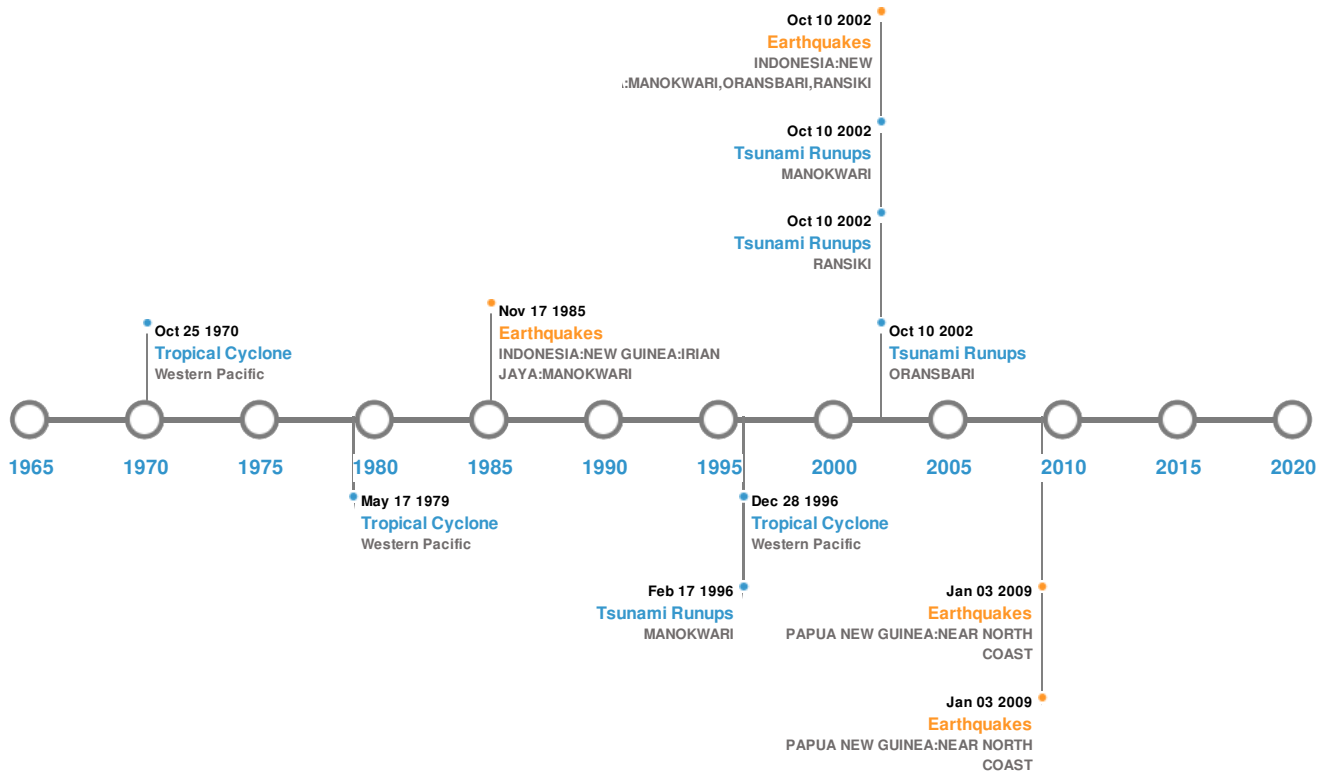 Oct 10 2002
Earthquakes
INDONESIA:NEW
:MANOKWARI,ORANSBARI,RANSIKI
Oct 10 2002
Tsunami Runups
MANOKWARI
Oct 10 2002
Tsunami Runups
RANSIKI
Nov 17 1985
Earthquakes
INDONESIA:NEW GUINEA:IRIAN
JAYA:MANOKWARI
Oct 25 1970
Tropical Cyclone
Western Pacific
Oct 10 2002
Tsunami Runups
ORANSBARI
1965 1970 1975 1980 1985 1990 1995 2000 2005 2010 2015 2020
May 17 1979
Tropical Cyclone
Western Pacific
Dec 28 1996
Tropical Cyclone
Western Pacific
Feb 17 1996
Tsunami Runups
MANOKWARI
Jan 03 2009
Earthquakes
PAPUA NEW GUINEA:NEAR NORTH
COAST
Jan 03 2009
Earthquakes
PAPUA NEW GUINEA:NEAR NORTH
COAST